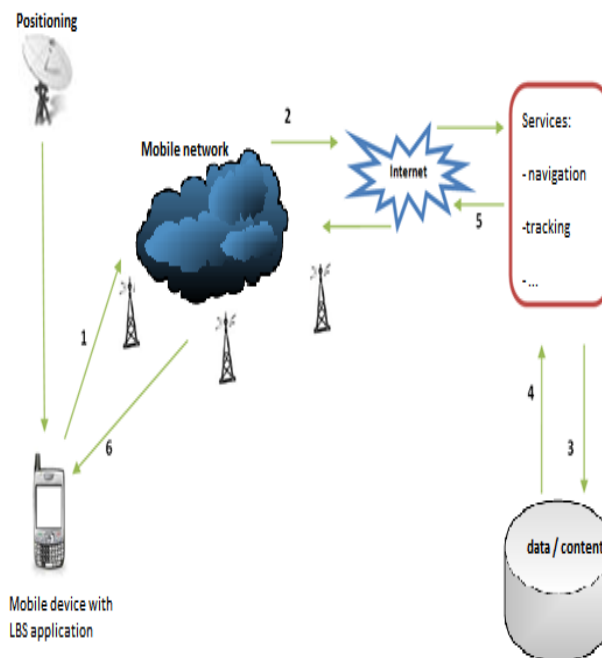 Positioning
2
Mobile network
Internet
Services:
- navigation
-tracking
- ...
5
1
6
4
3
data / content
Mobile device with
LBS application